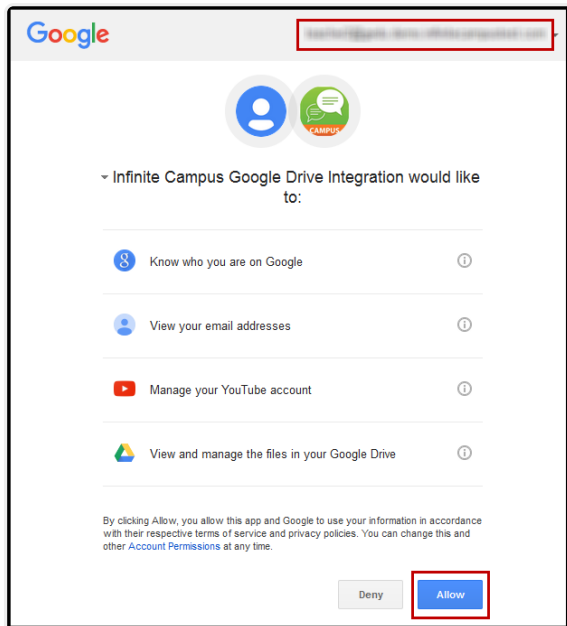 Google
CAMPUS
Infinite Campus Google Drive Integration would like
to:
8
Know who you are on Google
View your email addresses
Manage your YouTube account
View and manage the files in your Google Drive
By clicking Allow, you allow this app and Google to use your information in accordance
with their respective terms of service and privacy policies. You can change this and
other Account Permissions at any time.
Deny Allow